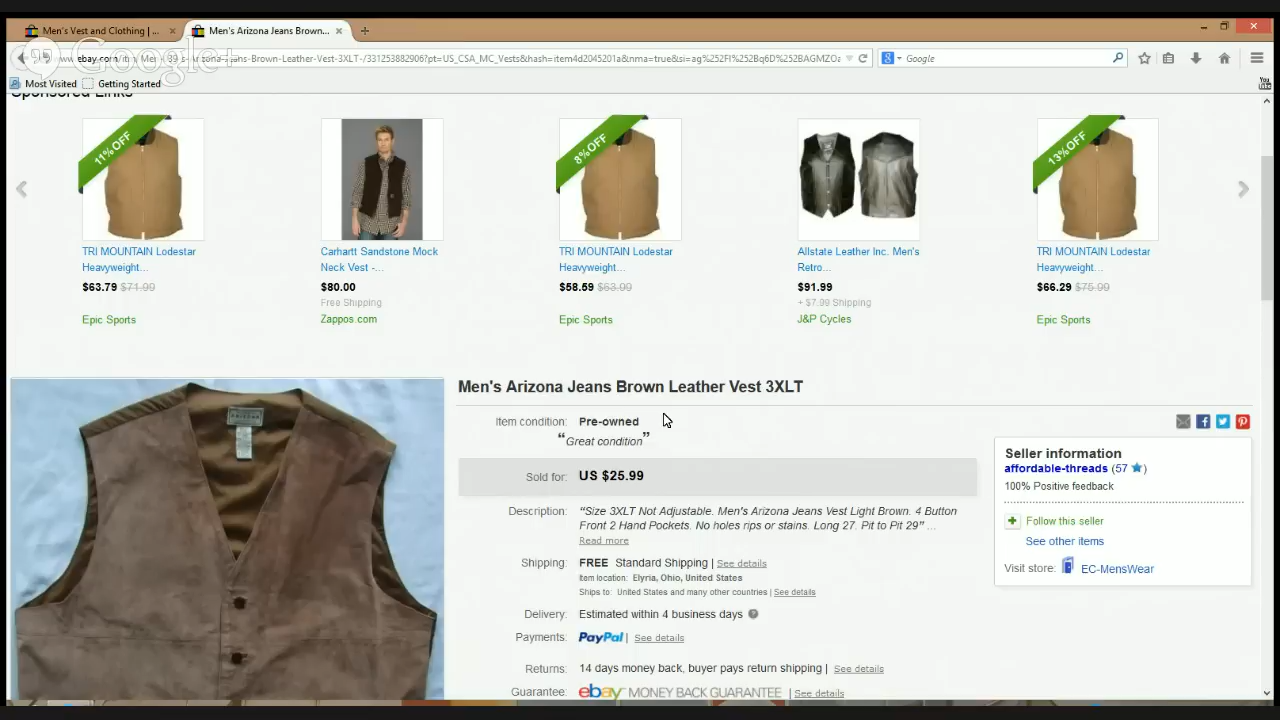 Men's Vest and Clothing | ...
Men's Arizona Jeans Brown...
Google+
Google
Most Visited
Getting Started
You
Sponsored Links
11% OFF
8% OFF
13% OFF
TRI MOUNTAIN Lodestar
Heavyweight...
$63.79 $71.99
Epic Sports
Carhartt Sandstone Mock
Neck Vest -...
$80.00
Free Shipping
Zappos.com
TRI MOUNTAIN Lodestar
Heavyweight...
$58.59 $63.99
Epic Sports
Allstate Leather Inc. Men's
Retro...
$91.99
+ $7.99 Shipping
J&P Cycles
TRI MOUNTAIN Lodestar
Heavyweight...
$66.29 $75.99
Epic Sports
ARIZONA
Men's Arizona Jeans Brown Leather Vest 3XLT
Item condition: Pre-owned
“Great condition”
Sold for: US $25.99
Description: “Size 3XLT Not Adjustable. Men's Arizona Jeans Vest Light Brown. 4 Button
Front 2 Hand Pockets. No holes rips or stains. Long 27. Pit to Pit 29” ...
Read more
Shipping: FREE Standard Shipping | See details
Item location: Elyria, Ohio, United States
Ships to: United States and many other countries | See details
Delivery: Estimated within 4 business days
Payments: PayPal | See details
Returns: 14 days money back, buyer pays return shipping | See details
Guarantee: ebay MONEY BACK GUARANTEE | See details
Seller information
affordable-threads (57)
100% Positive feedback
Follow this seller
See other items
Visit store: EC-MensWear